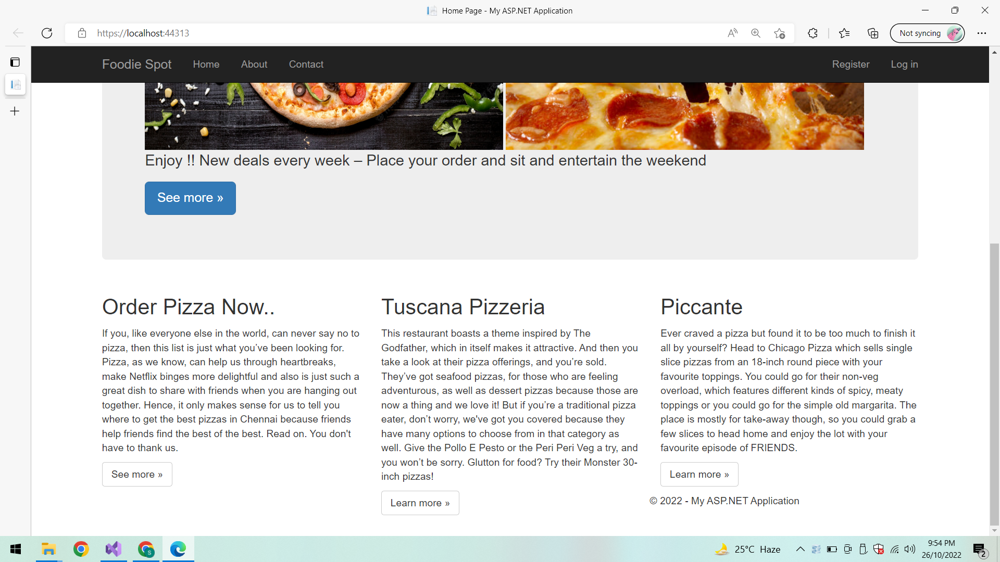 Home Page - My ASP.NET Application
https://localhost:44313
Not syncing
Foodie Spot
Home
About
Contact
Register
Log in
Enjoy !! New deals every week – Place your order and sit and entertain the weekend
See more »
Order Pizza Now..
If you, like everyone else in the world, can never say no to
pizza, then this list is just what you’ve been looking for.
Pizza, as we know, can help us through heartbreaks,
make Netflix binges more delightful and also is just such a
great dish to share with friends when you are hanging out
together. Hence, it only makes sense for us to tell you
where to get the best pizzas in Chennai because friends
help friends find the best of the best. Read on. You don't
have to thank us.
See more »
Tuscana Pizzeria
This restaurant boasts a theme inspired by The
Godfather, which in itself makes it attractive. And then you
take a look at their pizza offerings, and you’re sold.
They’ve got seafood pizzas, for those who are feeling
adventurous, as well as dessert pizzas because those are
now a thing and we love it! But if you’re a traditional pizza
eater, don’t worry, we've got you covered because they
have many options to choose from in that category as
well. Give the Pollo E Pesto or the Peri Peri Veg a try, and
you won’t be sorry. Glutton for food? Try their Monster 30-
inch pizzas!
Learn more »
Piccante
Ever craved a pizza but found it to be too much to finish it
all by yourself? Head to Chicago Pizza which sells single
slice pizzas from an 18-inch round piece with your
favourite toppings. You could go for their non-veg
overload, which features different kinds of spicy, meaty
toppings or you could go for the simple old margarita. The
place is mostly for take-away though, so you could grab a
few slices to head home and enjoy the lot with your
favourite episode of FRIENDS.
Learn more »
© 2022 - My ASP.NET Application
S
25°C Haze
9:54 PM
26/10/2022
2